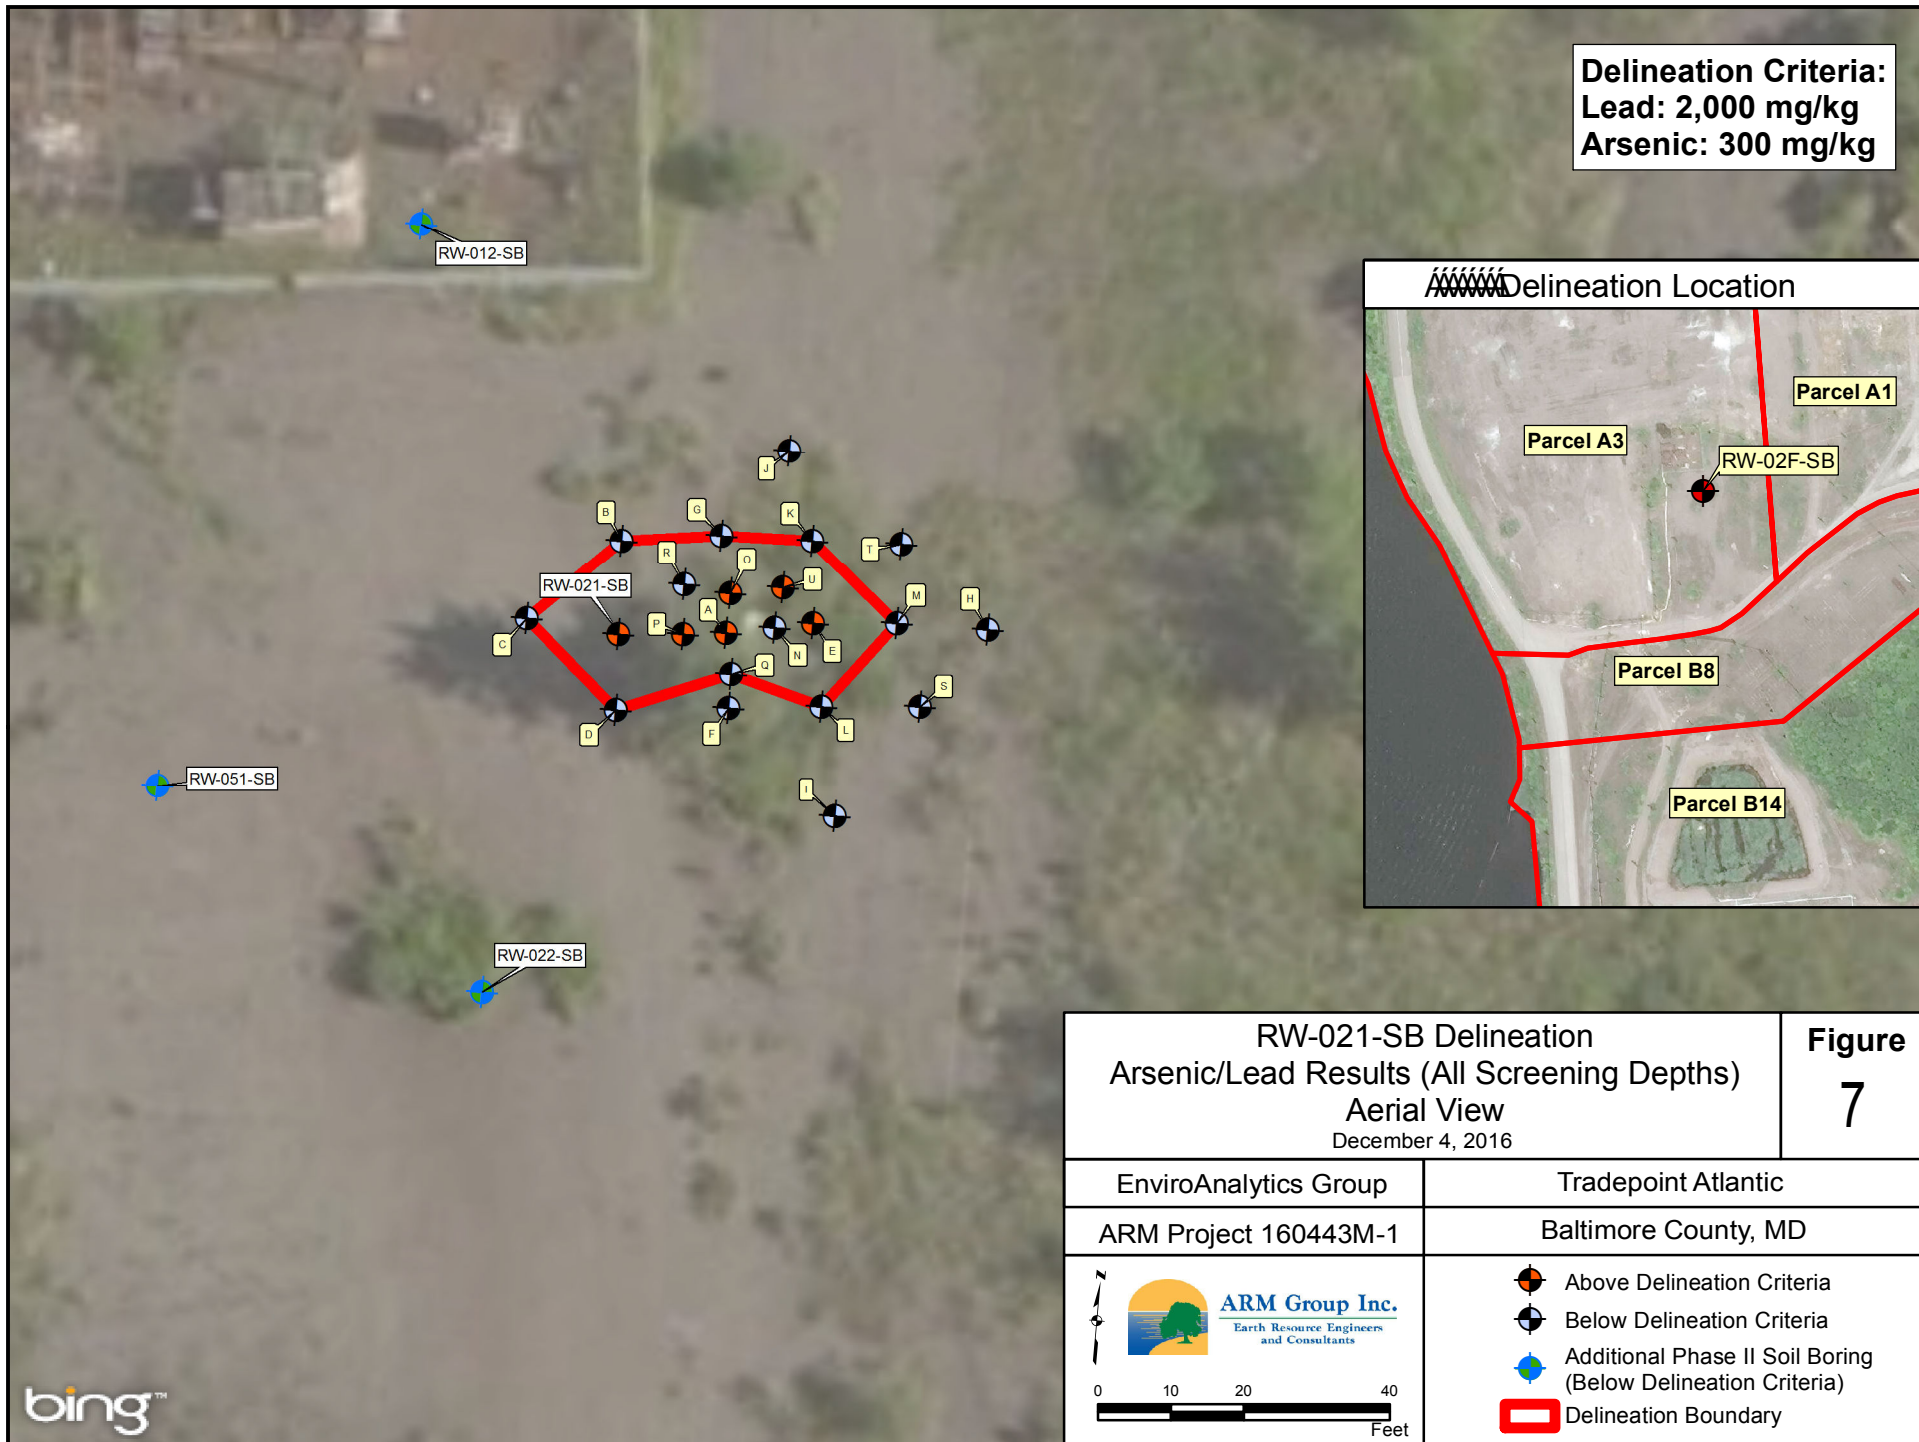 Delineation Criteria:
Lead: 2,000 mg/kg
Arsenic: 300 mg/kg
RW-012-SB
Delineation Location
Parcel A1
Parcel A3
RW-02F-SB
Parcel B8
Parcel B14
J
B
G
K
T
R
O
U
RW-021-SB
M
H
P
A
C
N
E
Q
S
D
F
L
I
RW-051-SB
RW-022-SB
RW-021-SB Delineation
Arsenic/Lead Results (All Screening Depths)
Aerial View
December 4, 2016
Figure
7
EnviroAnalytics Group
Tradepoint Atlantic
ARM Project 160443M-1
Baltimore County, MD
Z
ARM Group Inc.
Earth Resource Engineers
and Consultants
0 10 20 40
Feet
Above Delineation Criteria
Below Delineation Criteria
Additional Phase II Soil Boring
(Below Delineation Criteria)
Delineation Boundary
bing™